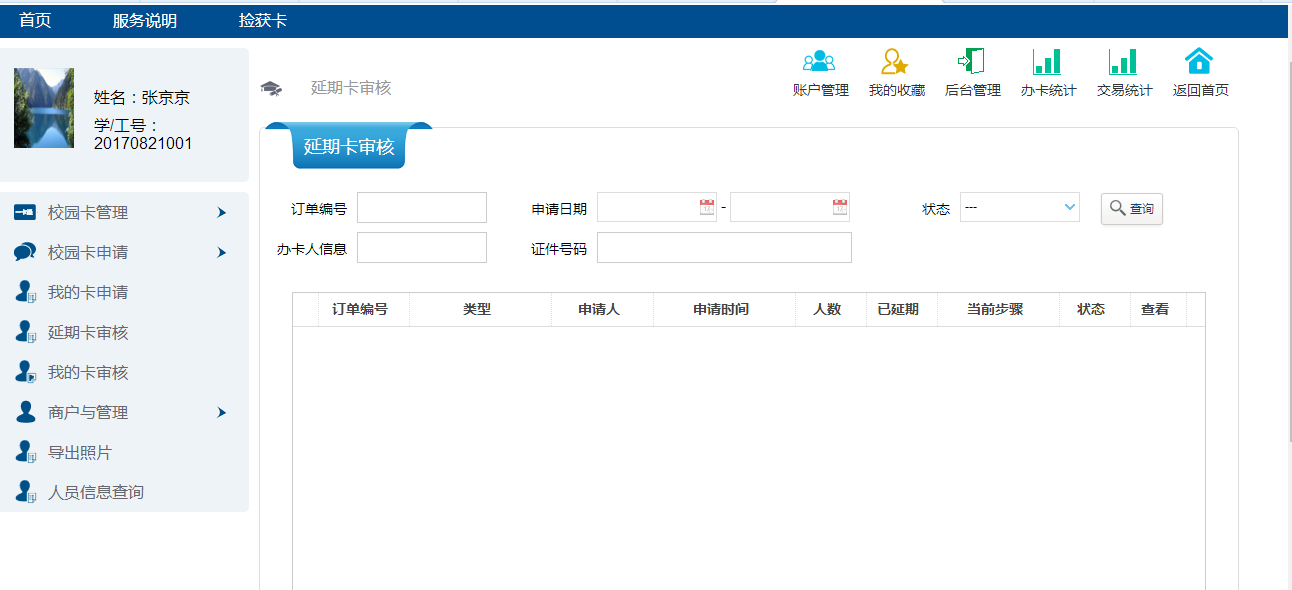 首页 服务说明 捡获卡
姓名：张京京
学/工号：
20170821001
校园卡管理
校园卡申请
我的卡申请
延期卡审核
我的卡审核
商户与管理
导出照片
人员信息查询
延期卡审核
账户管理 我的收藏 后台管理 办卡统计 交易统计 返回首页
延期卡审核
订单编号 申请日期 - 状态 --- 查询
办卡人信息 证件号码
订单编号 类型 申请人 申请时间 人数 已延期 当前步骤 状态 查看